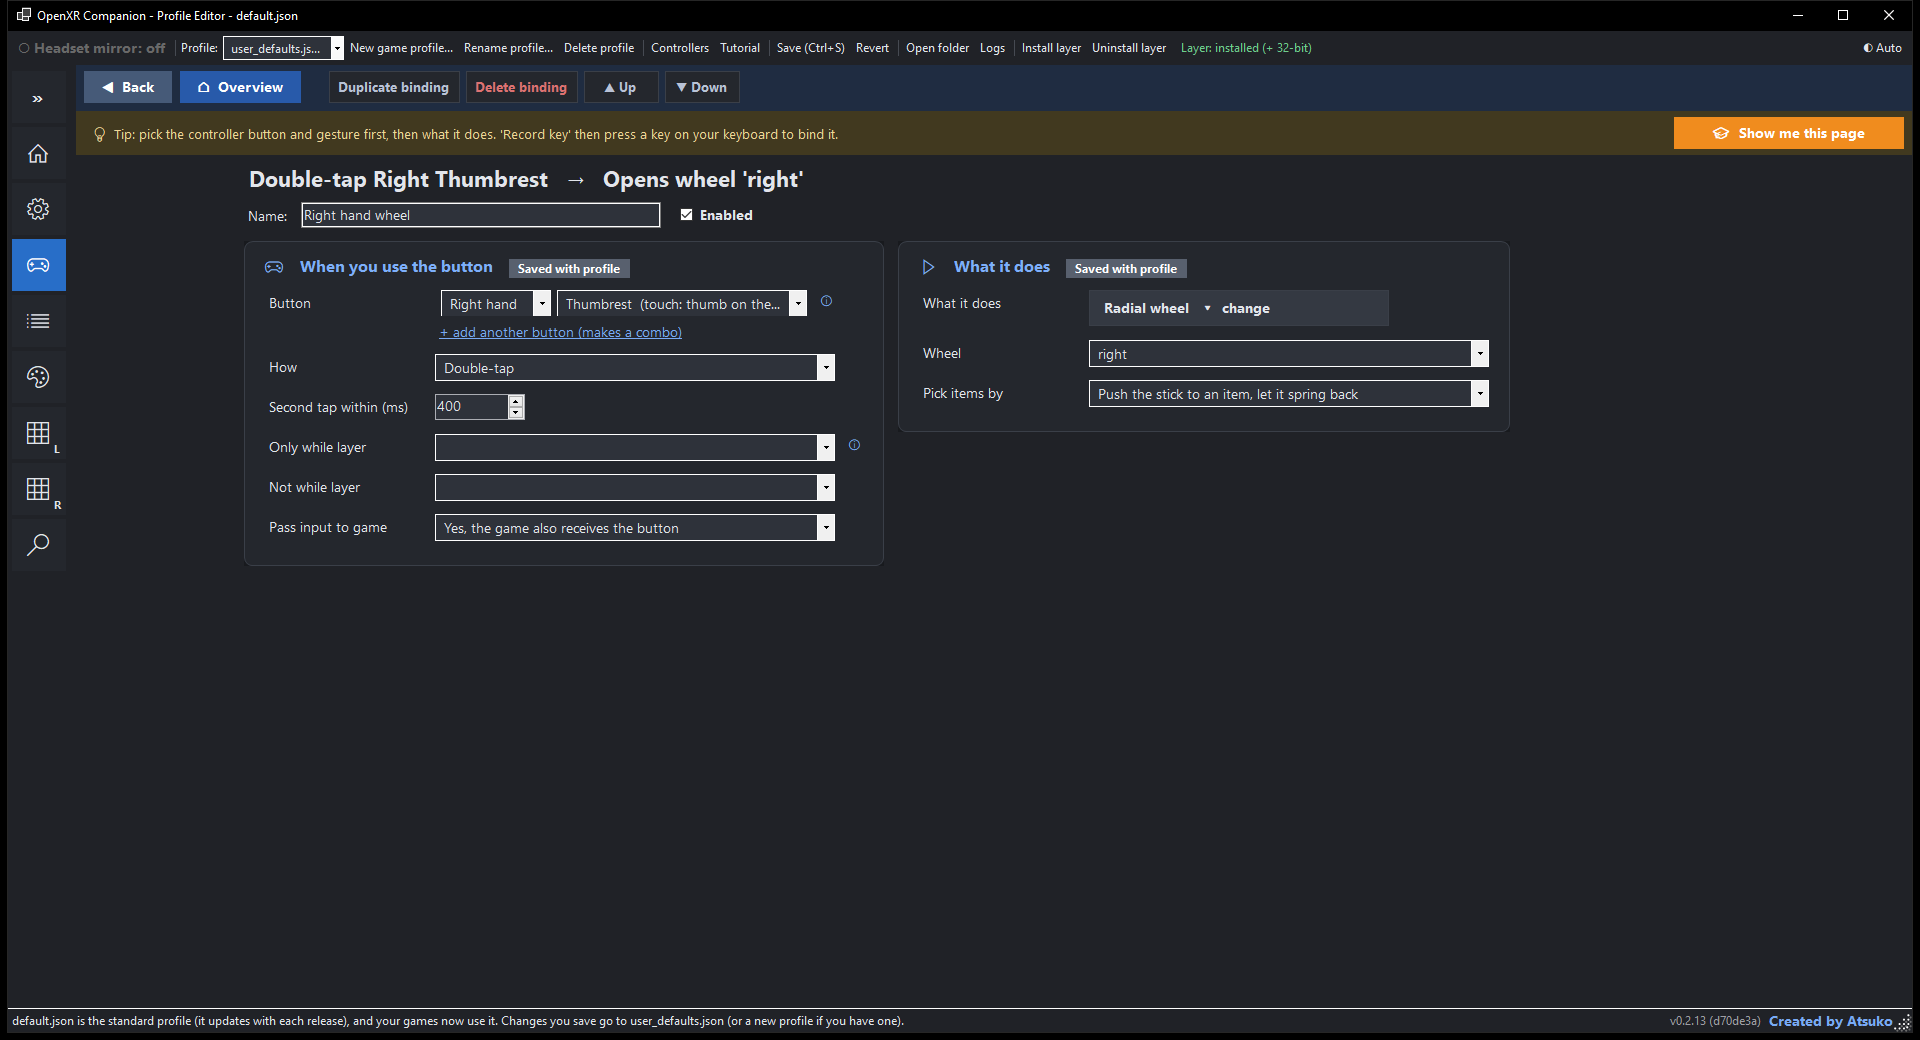 OpenXR Companion - Profile Editor - default.json
Headset mirror: off Profile: user_defaults.js... New game profile... Rename profile... Delete profile Controllers Tutorial Save (Ctrl+S) Revert Open folder Logs Install layer Uninstall layer Layer: installed (+ 32-bit) Auto
» Back Overview Duplicate binding Delete binding Up Down
Tip: pick the controller button and gesture first, then what it does. 'Record key' then press a key on your keyboard to bind it. Show me this page
Double-tap Right Thumbrest → Opens wheel 'right'
Name: Right hand wheel Enabled
When you use the button Saved with profile
Button Right hand Thumbrest (touch: thumb on the...
+ add another button (makes a combo)
How Double-tap
Second tap within (ms) 400
Only while layer
Not while layer
Pass input to game Yes, the game also receives the button
What it does Saved with profile
What it does Radial wheel change
Wheel right
Pick items by Push the stick to an item, let it spring back
L
R
default.json is the standard profile (it updates with each release), and your games now use it. Changes you save go to user_defaults.json (or a new profile if you have one). v0.2.13 (d70de3a) Created by Atsuko